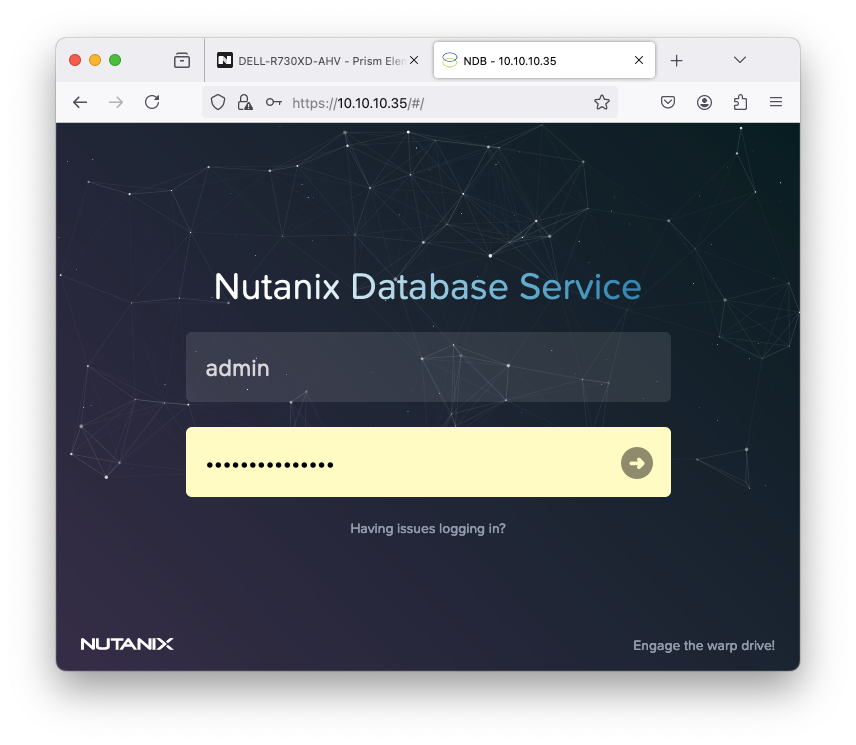 DELL-R730XD-AHV - Prism Elen
NDB - 10.10.10.35
https://10.10.10.35/#/
Nutanix Database Service
admin
•••••••••••••••
Having issues logging in?
NUTANIX
Engage the warp drive!